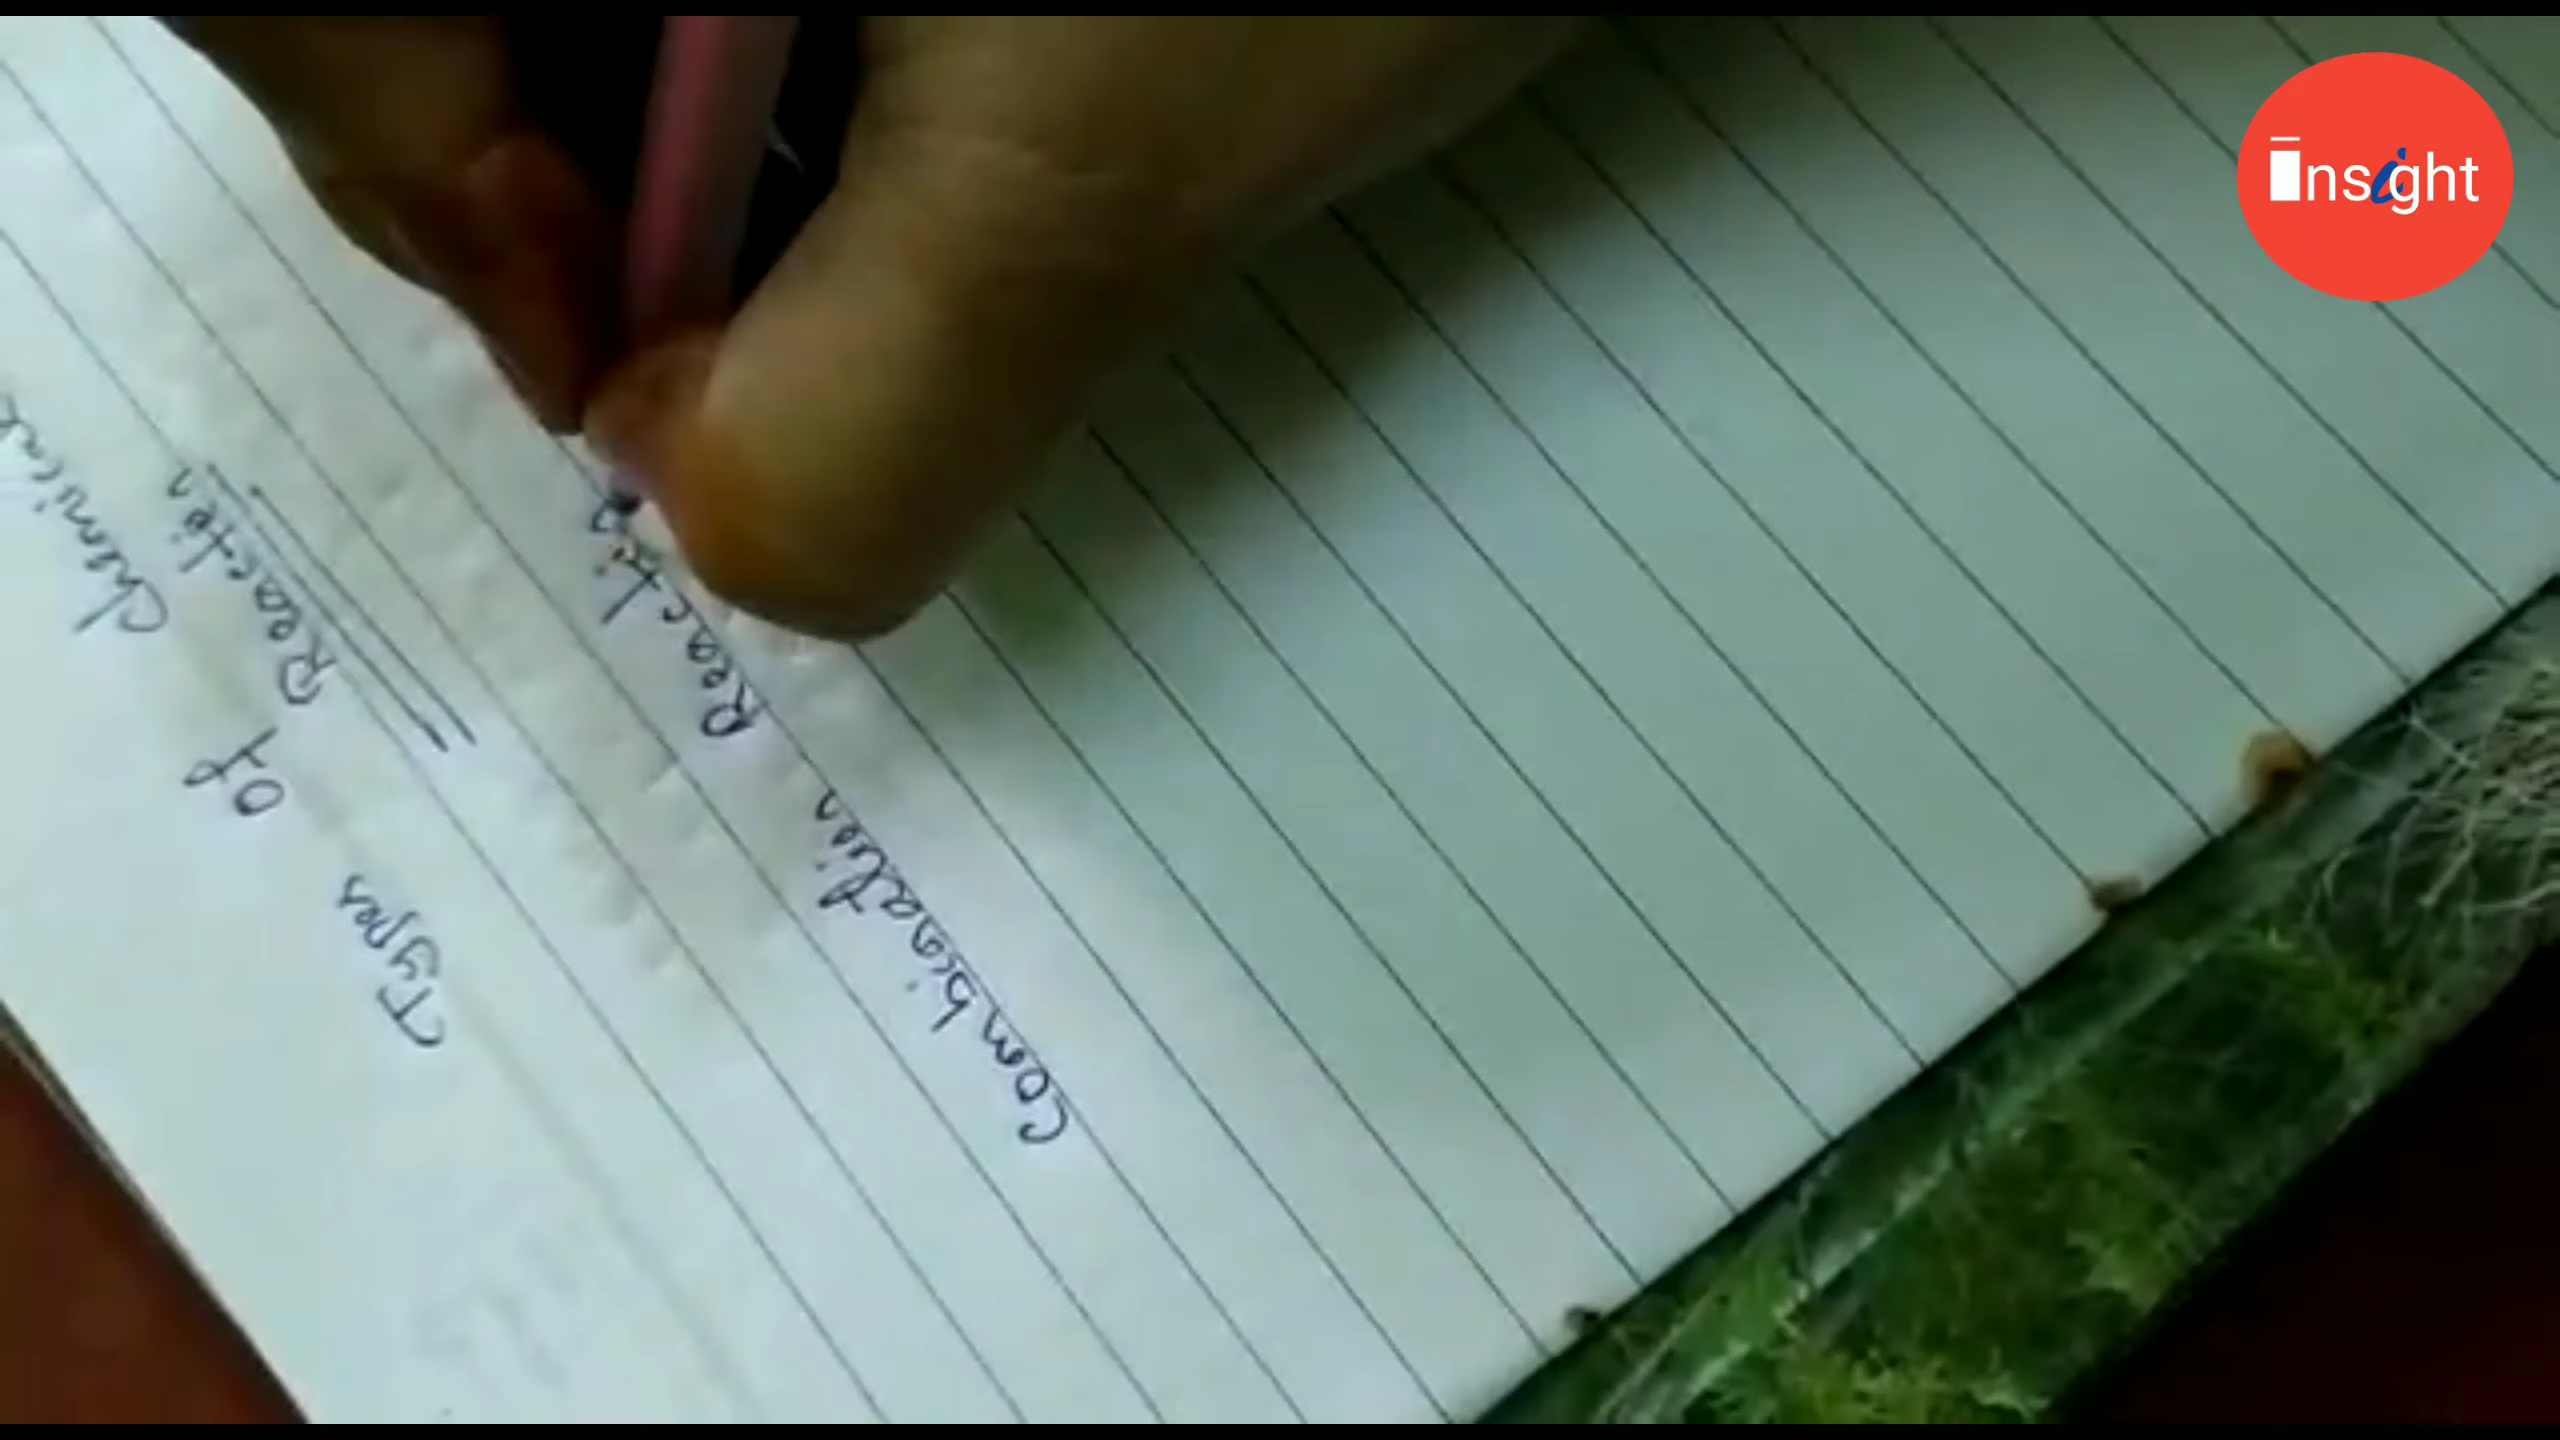 Types of Chemical
Reaction
Combination Reaction
Insight